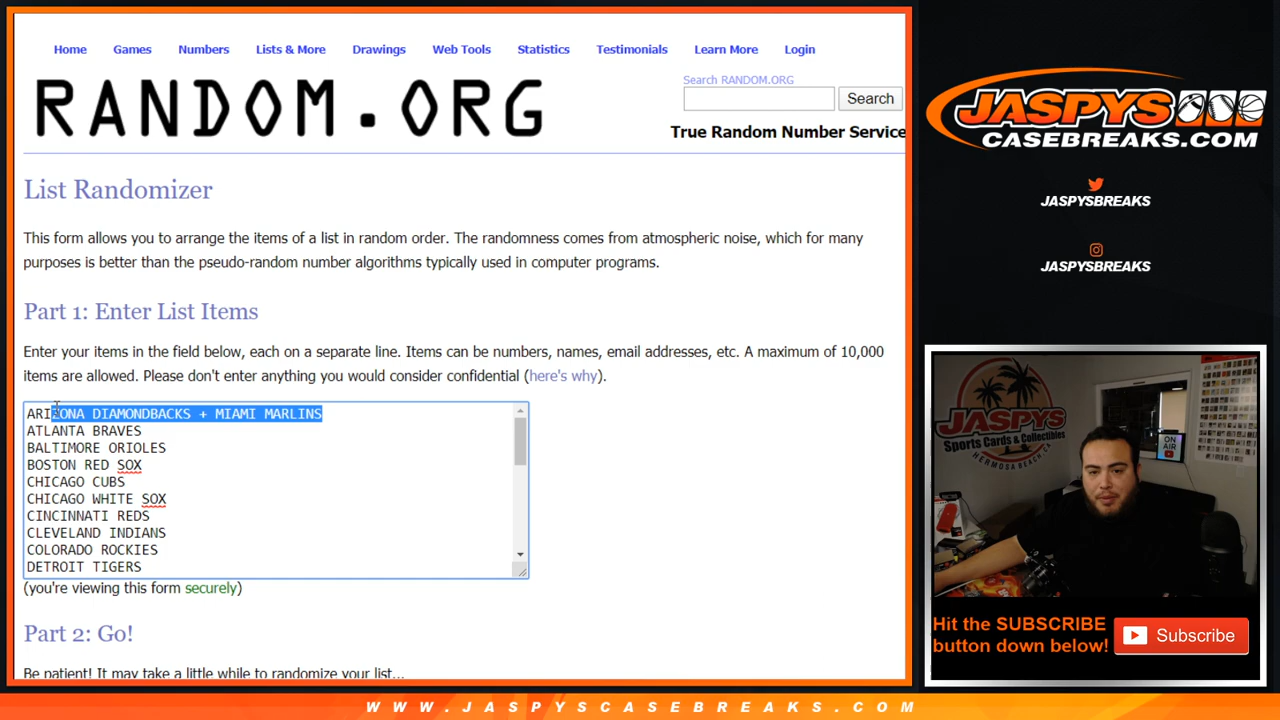 Home Games Numbers Lists & More Drawings Web Tools Statistics Testimonials Learn More Login
RANDOM.ORG
Search RANDOM.ORG
Search
True Random Number Service
List Randomizer
This form allows you to arrange the items of a list in random order. The randomness comes from atmospheric noise, which for many
purposes is better than the pseudo-random number algorithms typically used in computer programs.
Part 1: Enter List Items
Enter your items in the field below, each on a separate line. Items can be numbers, names, email addresses, etc. A maximum of 10,000
items are allowed. Please don't enter anything you would consider confidential (here's why).
ARIZONA DIAMONDBACKS + MIAMI MARLINS
ATLANTA BRAVES
BALTIMORE ORIOLES
BOSTON RED SOX
CHICAGO CUBS
CHICAGO WHITE SOX
CINCINNATI REDS
CLEVELAND INDIANS
COLORADO ROCKIES
DETROIT TIGERS
(you're viewing this form securely)
Part 2: Go!
Be patient! It may take a little while to randomize your list...
JASPYS
CASEBREAKS.COM
JASPYSBREAKS
JASPYSBREAKS
JASPYS
Sports Cards & Collectibles
HERMOSA BEACH, CA
ON
AIR
Hit the SUBSCRIBE
button down below!
Subscribe
WWW.JASPYSCASEBREAKS.COM